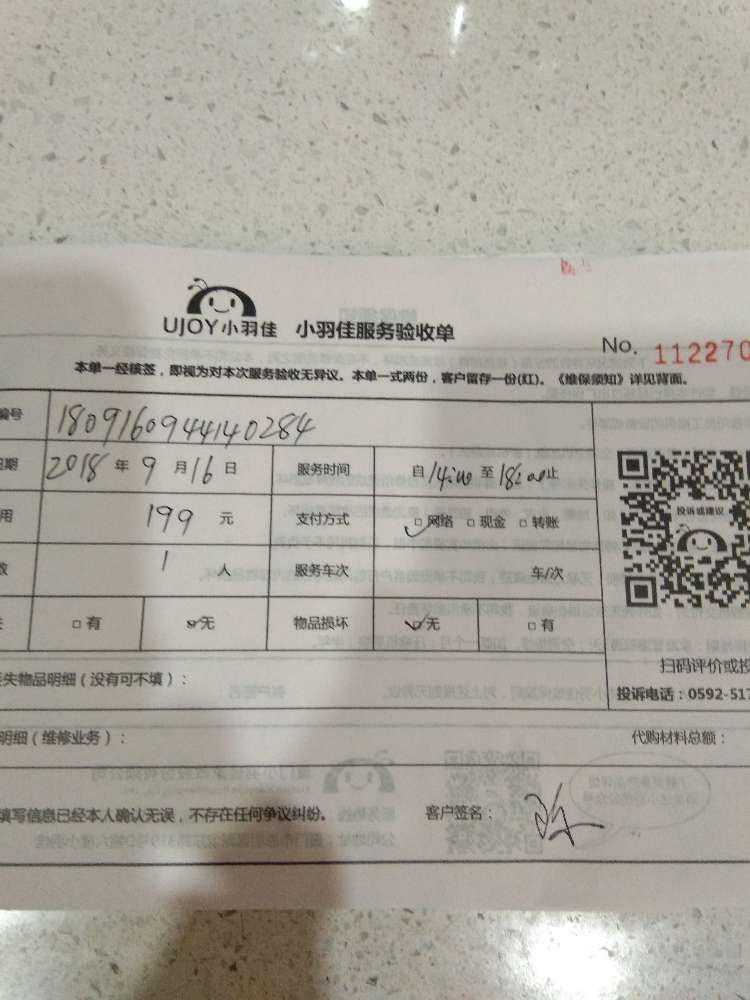 UJOY小羽佳 小羽佳服务验收单
No. 112270
本单一经核签，即视为对本次服务验收无异议。本单一式两份，客户留存一份(红)。《维保须知》详见背面。
编号 1809160944140284
2018 年 9 月 16 日 服务时间 自 14:00 至 18:00 止
用 199 元 支付方式 网络 现金 转账
投诉或建议
1 人 服务车次 车/次
有 无 物品损坏 无 有
扫码评价或投
失物品明细（没有可不填）：
投诉电话：0592-517
明细（维修业务）： 代购材料总额：
填写信息已经本人确认无误，不存在任何争议纠纷。 客户签名：